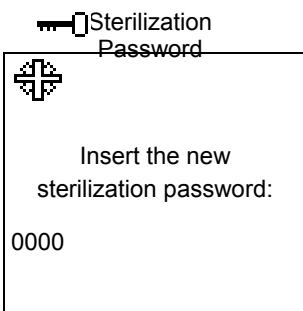 Sterilization
Password
Insert the new
sterilization password:
0000